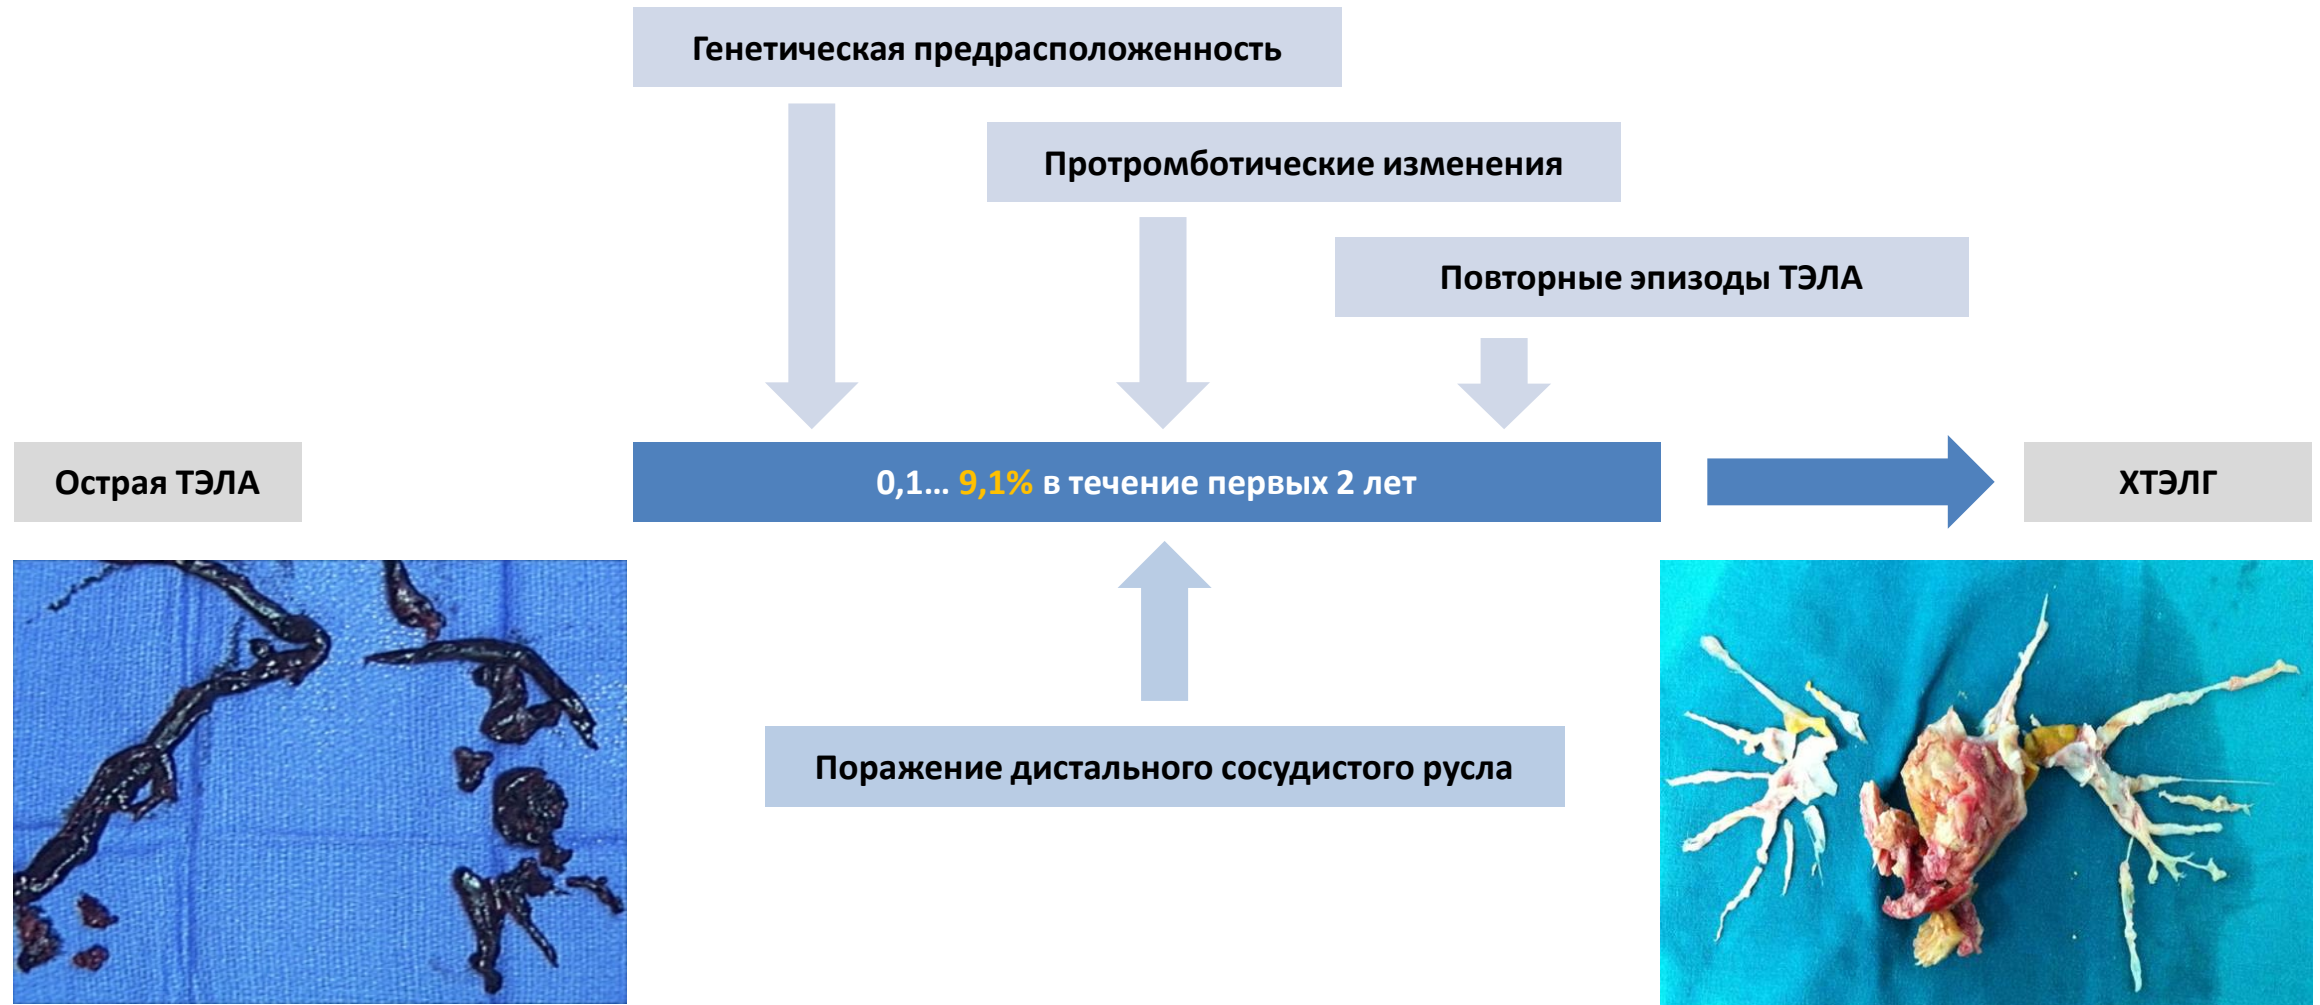 Генетическая предрасположенность
Протромботические изменения
Повторные эпизоды ТЭЛА
Острая ТЭЛА
0,1... 9,1% в течение первых 2 лет
ХТЭЛГ
Поражение дистального сосудистого русла